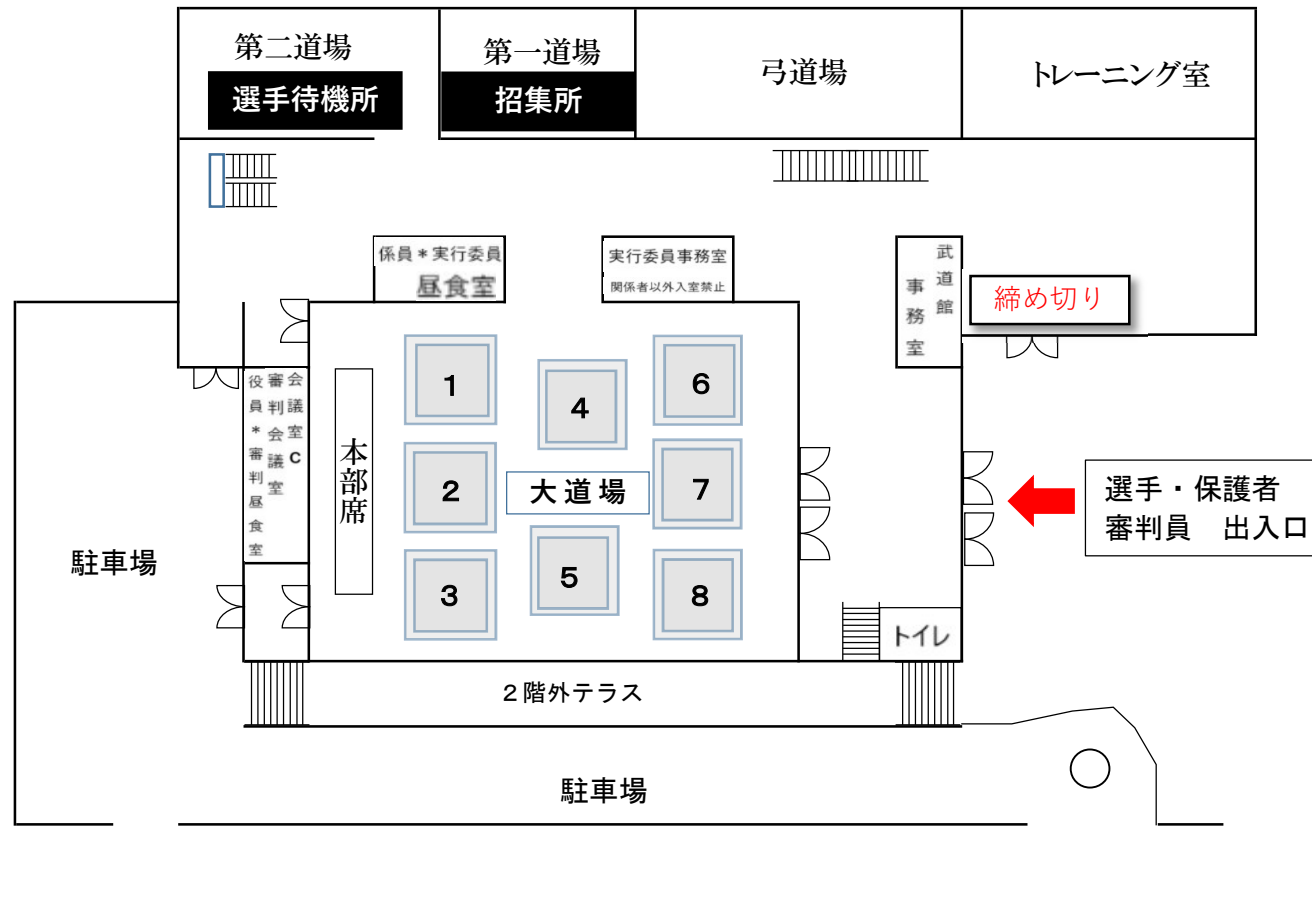 第二道場
選手待機所
第一道場
招集所
弓道場
トレーニング室
係員＊実行委員
昼食室
実行委員事務室
関係者以外入室禁止
武道館
事務室
締め切り
会議室C
審判会議室
役員＊審判昼食室
本部席
1
2
3
4
5
6
7
8
大道場
選手・保護者
審判員　出入口
トイレ
２階外テラス
駐車場
駐車場